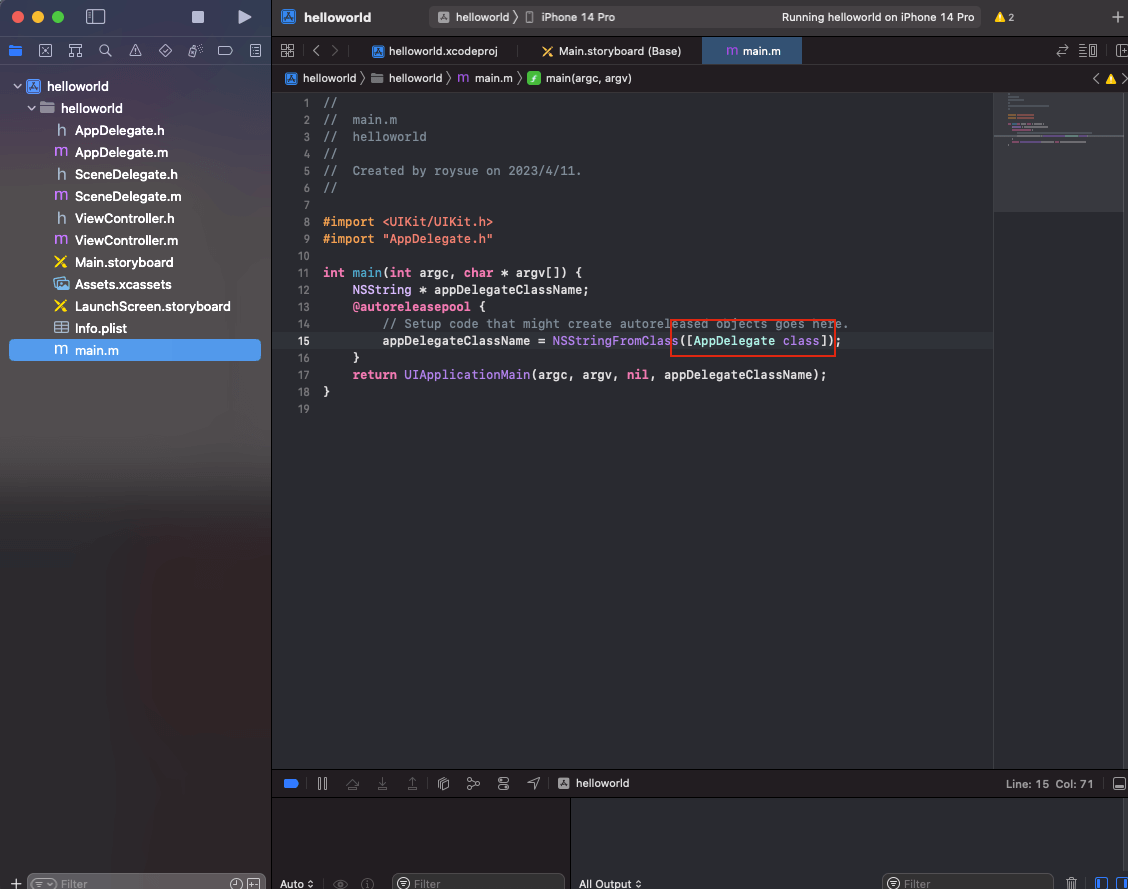 helloworld
helloworld 〉 iPhone 14 Pro
Running helloworld on iPhone 14 Pro
2
helloworld.xcodeproj
Main.storyboard (Base)
m main.m
helloworld 〉 helloworld 〉 m main.m 〉 f main(argc, argv)
helloworld
helloworld
h AppDelegate.h
m AppDelegate.m
h SceneDelegate.h
m SceneDelegate.m
h ViewController.h
m ViewController.m
Main.storyboard
Assets.xcassets
LaunchScreen.storyboard
Info.plist
m main.m
1 //
2 //  main.m
3 //  helloworld
4 //
5 //  Created by roysue on 2023/4/11.
6 //
7
8 #import <UIKit/UIKit.h>
9 #import "AppDelegate.h"
10
11 int main(int argc, char * argv[]) {
12     NSString * appDelegateClassName;
13     @autoreleasepool {
14         // Setup code that might create autoreleased objects goes here.
15         appDelegateClassName = NSStringFromClass([AppDelegate class]);
16     }
17     return UIApplicationMain(argc, argv, nil, appDelegateClassName);
18 }
19
helloworld
Line: 15 Col: 71
Filter
Auto
Filter
All Output
Filter